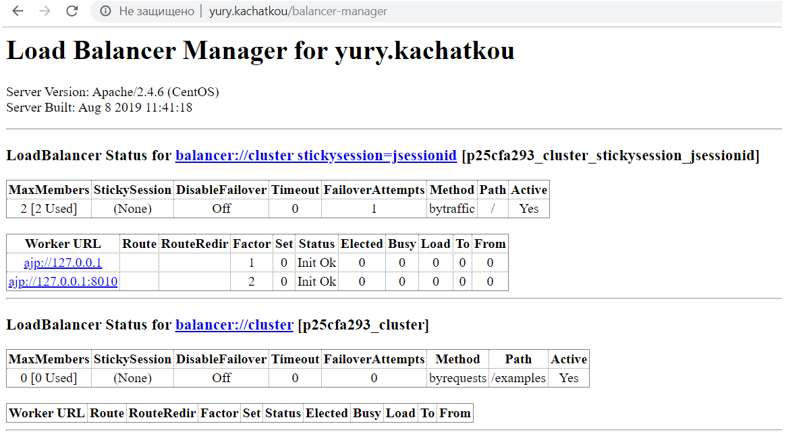 Не защищено | yury.kachatkou/balancer-manager
Load Balancer Manager for yury.kachatkou
Server Version: Apache/2.4.6 (CentOS)
Server Built: Aug 8 2019 11:41:18
LoadBalancer Status for balancer://cluster stickysession=jsessionid [p25cfa293_cluster_stickysession_jsessionid]
MaxMembers StickySession DisableFailover Timeout FailoverAttempts Method Path Active
2 [2 Used] (None) Off 0 1 bytraffic / Yes
Worker URL Route RouteRedir Factor Set Status Elected Busy Load To From
ajp://127.0.0.1 1 0 Init Ok 0 0 0 0 0
ajp://127.0.0.1:8010 2 0 Init Ok 0 0 0 0 0
LoadBalancer Status for balancer://cluster [p25cfa293_cluster]
MaxMembers StickySession DisableFailover Timeout FailoverAttempts Method Path Active
0 [0 Used] (None) Off 0 0 byrequests /examples Yes
Worker URL Route RouteRedir Factor Set Status Elected Busy Load To From